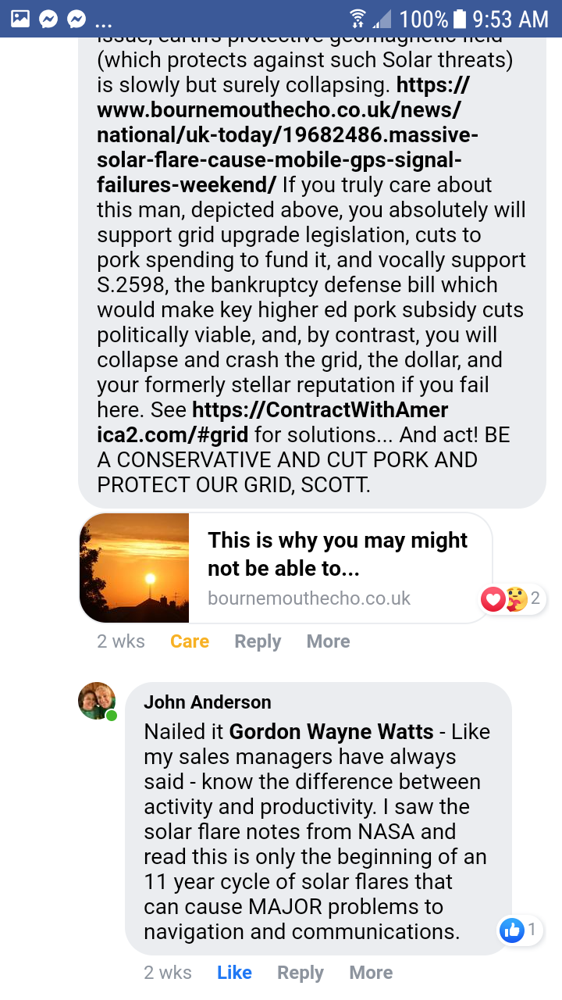 ... 100% 9:53 AM
issue, earth's protective geomagnetic field
(which protects against such Solar threats)
is slowly but surely collapsing. https://
www.bournemouthecho.co.uk/news/
national/uk-today/19682486.massive-
solar-flare-cause-mobile-gps-signal-
failures-weekend/ If you truly care about
this man, depicted above, you absolutely will
support grid upgrade legislation, cuts to
pork spending to fund it, and vocally support
S.2598, the bankruptcy defense bill which
would make key higher ed pork subsidy cuts
politically viable, and, by contrast, you will
collapse and crash the grid, the dollar, and
your formerly stellar reputation if you fail
here. See https://ContractWithAmer
ica2.com/#grid for solutions... And act! BE
A CONSERVATIVE AND CUT PORK AND
PROTECT OUR GRID, SCOTT.
This is why you may might
not be able to...
bournemouthecho.co.uk
2
2 wks Care Reply More
John Anderson
Nailed it Gordon Wayne Watts - Like
my sales managers have always
said - know the difference between
activity and productivity. I saw the
solar flare notes from NASA and
read this is only the beginning of an
11 year cycle of solar flares that
can cause MAJOR problems to
navigation and communications.
1
2 wks Like Reply More